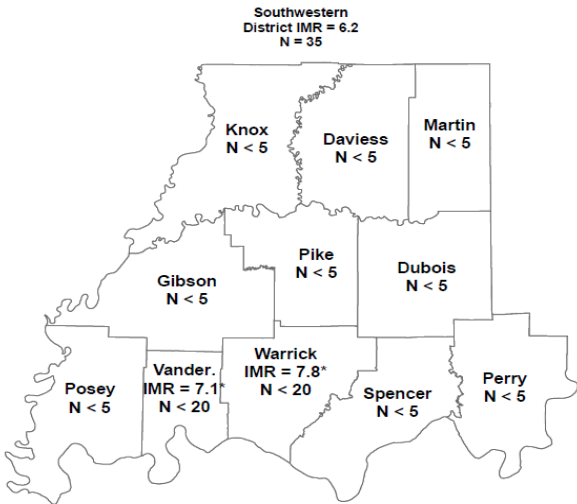 Southwestern
District IMR = 6.2
N = 35
Knox
N < 5
Daviess
N < 5
Martin
N < 5
Gibson
N < 5
Pike
N < 5
Dubois
N < 5
Posey
N < 5
Vander.
IMR = 7.1*
N < 20
Warrick
IMR = 7.8*
N < 20
Spencer
N < 5
Perry
N < 5